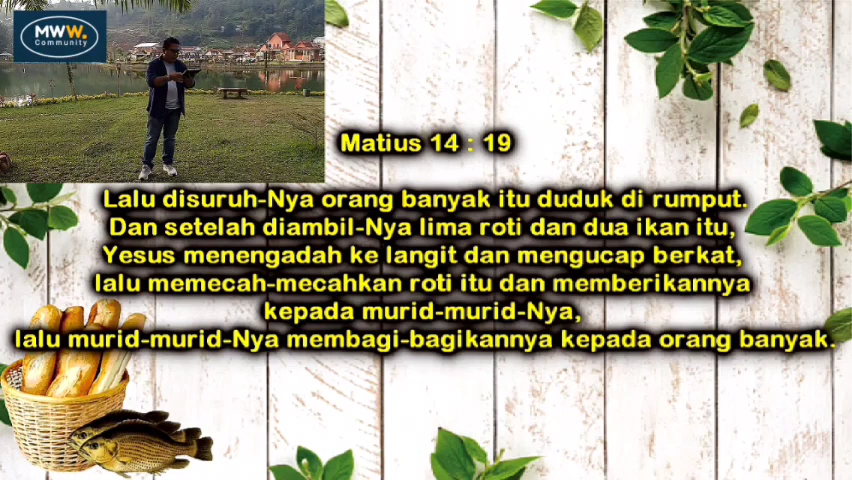 MWW.
Community
Matius 14 : 19
Lalu disuruh-Nya orang banyak itu duduk di rumput.
Dan setelah diambil-Nya lima roti dan dua ikan itu,
Yesus menengadah ke langit dan mengucap berkat,
lalu memecah-mecahkan roti itu dan memberikannya
kepada murid-murid-Nya,
lalu murid-murid-Nya membagi-bagikannya kepada orang banyak.